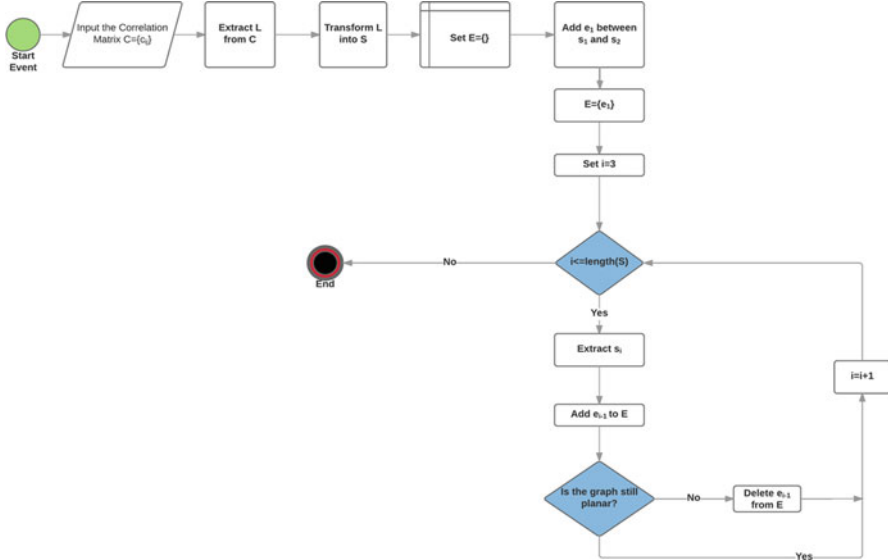 Start
Event
Input the Correlation
Matrix C={cᵢⱼ}
Extract L
from C
Transform L
into S
Set E={}
Add e₁ between
s₁ and s₂
E={e₁}
Set i=3
i<=length(S)
No
End
Yes
Extract sᵢ
i=i+1
Add eᵢ₋₁ to E
Is the graph still
planar?
No
Delete eᵢ₋₁
from E
Yes